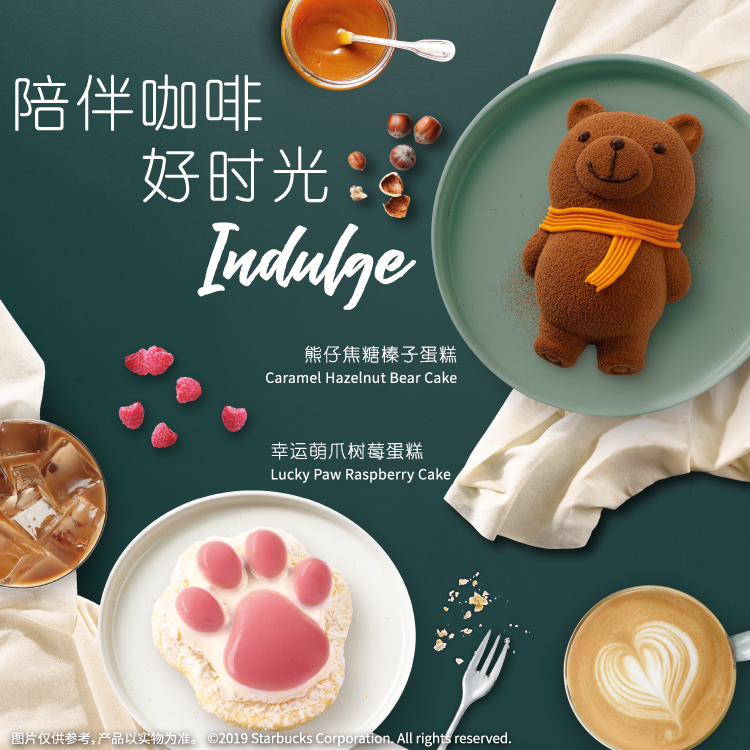 陪伴咖啡
好时光
Indulge
熊仔焦糖榛子蛋糕
Caramel Hazelnut Bear Cake
幸运萌爪树莓蛋糕
Lucky Paw Raspberry Cake
图片仅供参考，产品以实物为准。 ©2019 Starbucks Corporation. All rights reserved.